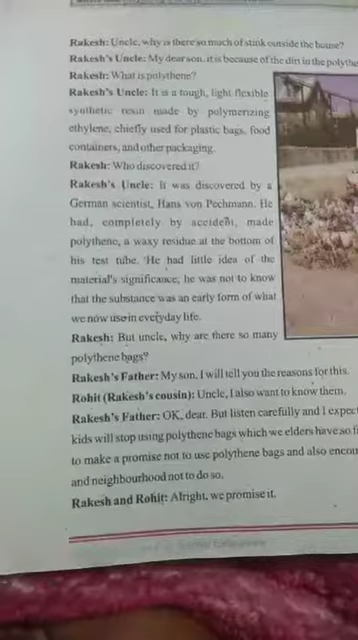 Rakesh: Uncle, why is there so much of stink outside the house?
Rakesh's Uncle: My dear son, it is because of the dirt in the polythe
Rakesh: What is polythene?
Rakesh's Uncle: It is a tough, light flexible
synthetic resin made by polymerizing
ethylene, chiefly used for plastic bags, food
containers, and other packaging.
Rakesh: Who discovered it?
Rakesh's Uncle: It was discovered by a
German scientist, Hans von Pechmann. He
had, completely by accident, made
polythene, a waxy residue at the bottom of
his test tube. He had little idea of the
material's significance, he was not to know
that the substance was an early form of what
we now use in everyday life.
Rakesh: But uncle, why are there so many
polythene bags?
Rakesh's Father: My son, I will tell you the reasons for this.
Rohit (Rakesh's cousin): Uncle, I also want to know them.
Rakesh's Father: OK, dear. But listen carefully and I expec
kids will stop using polythene bags which we elders have so f
to make a promise not to use polythene bags and also encou
and neighbourhood not to do so.
Rakesh and Rohit: Alright, we promise it.